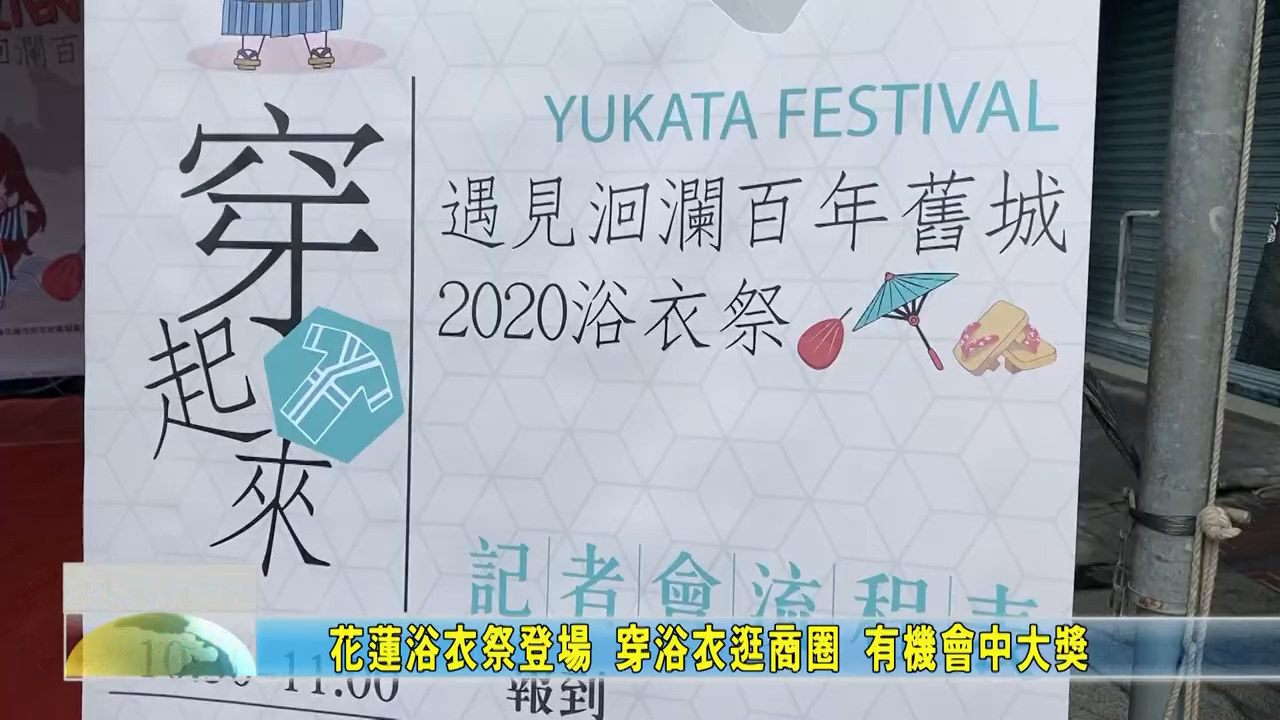 YUKATA FESTIVAL
穿起來
遇見洄瀾百年舊城
2020浴衣祭
記者會流程表
10:30-11:00 報到
花蓮浴衣祭登場 穿浴衣逛商圈 有機會中大獎